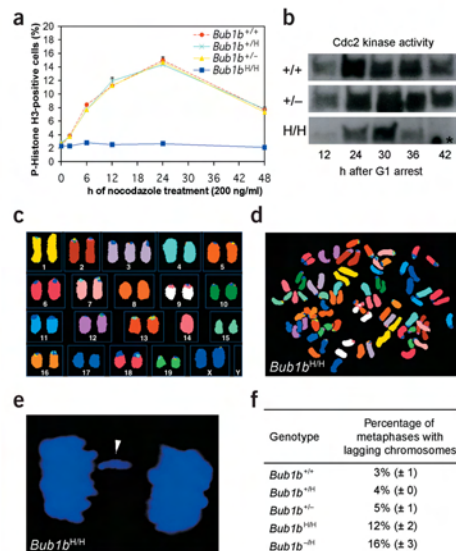 a
P-Histone H3-positive cells (%)
20
18
16
14
12
10
8
6
4
2
0
0 2 6 12 24 48
h of nocodazole treatment (200 ng/ml)
Bub1b+/+
Bub1b+/H
Bub1b+/−
Bub1bH/H
b
Cdc2 kinase activity
+/+
+/−
H/H
*
12 24 30 36 42
h after G1 arrest
c
1 2 3 4 5
6 7 8 9 10
11 12 13 14 15
16 17 18 19 X Y
d
Bub1bH/H
e
Bub1bH/H
f
Genotype Percentage of metaphases with lagging chromosomes
Bub1b+/+ 3% (± 1)
Bub1b+/H 4% (± 0)
Bub1b+/− 5% (± 1)
Bub1bH/H 12% (± 2)
Bub1b−/H 16% (± 3)